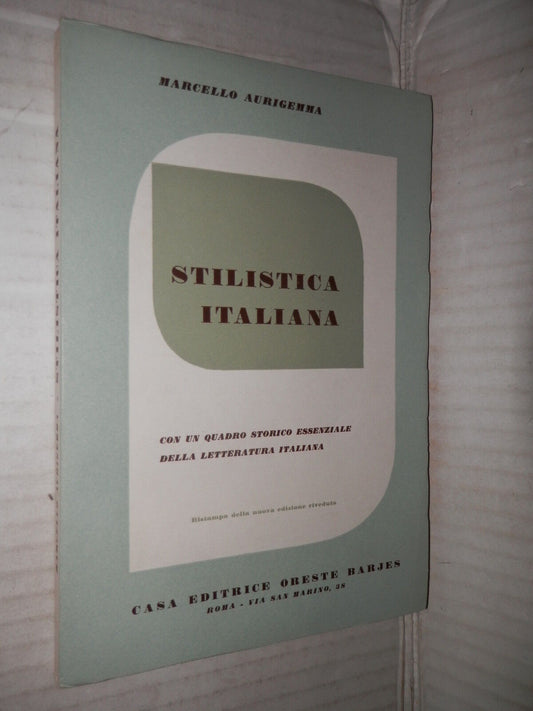 MARCELLO AURIGEMMA
STILISTICA
ITALIANA
CON UN QUADRO STORICO ESSENZIALE
DELLA LETTERATURA ITALIANA
Ristampa della nuova edizione riveduta
CASA EDITRICE ORESTE BARJES
ROMA - VIA SAN MARINO, 38